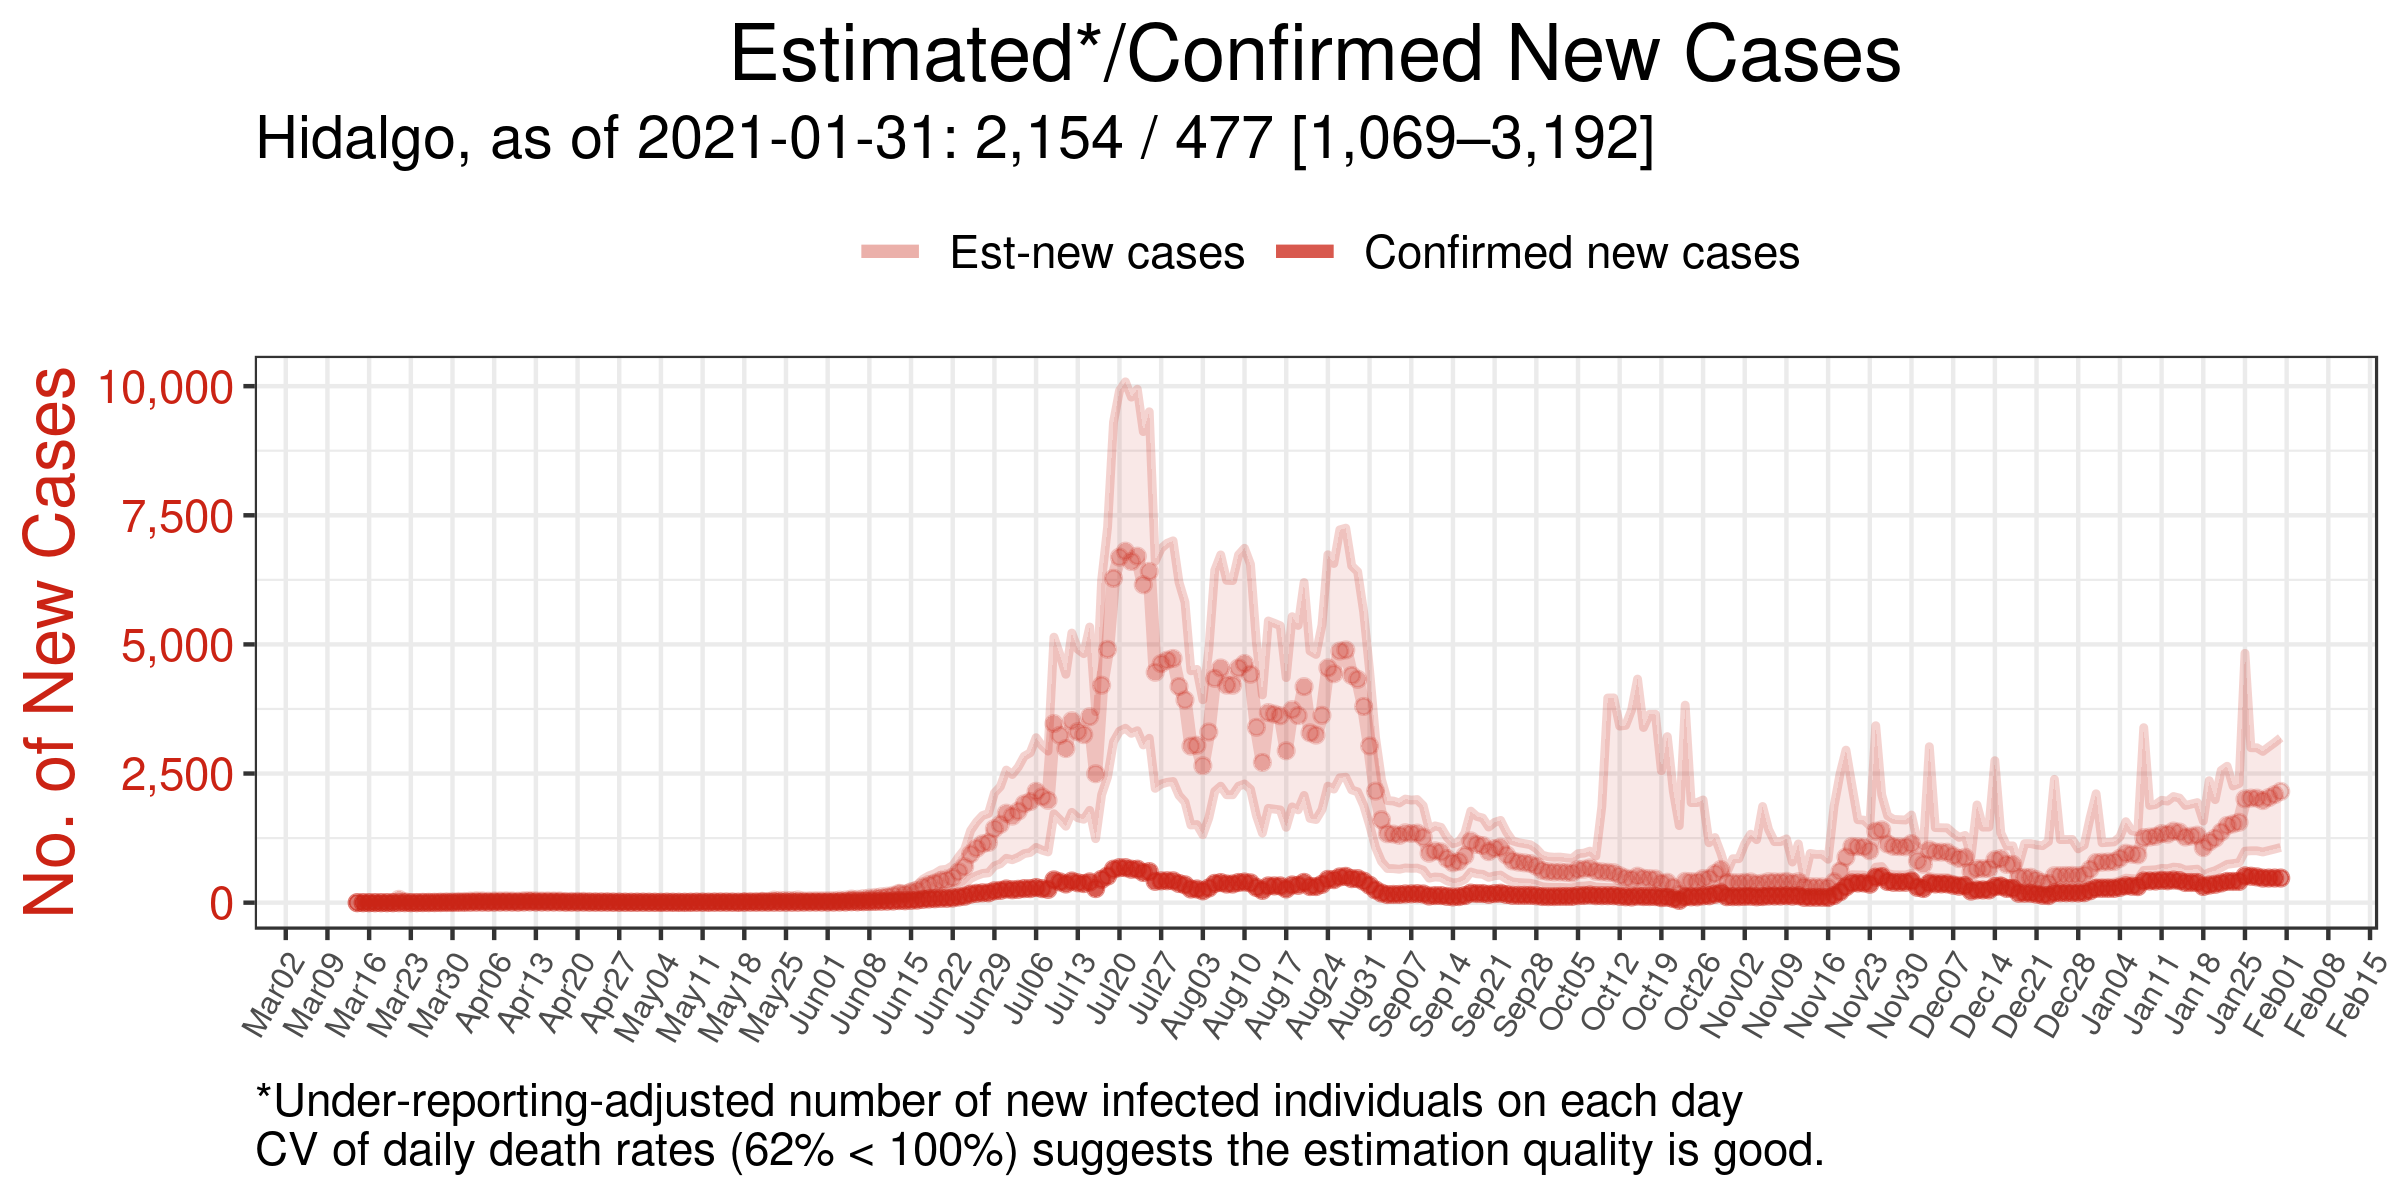 Estimated*/Confirmed New Cases
Hidalgo, as of 2021-01-31: 2,154 / 477 [1,069–3,192]
Est-new cases Confirmed new cases
No. of New Cases
10,000
7,500
5,000
2,500
0
Mar02 Mar09 Mar16 Mar23 Mar30 Apr06 Apr13 Apr20 Apr27 May04 May11 May18 May25 Jun01 Jun08 Jun15 Jun22 Jun29 Jul06 Jul13 Jul20 Jul27 Aug03 Aug10 Aug17 Aug24 Aug31 Sep07 Sep14 Sep21 Sep28 Oct05 Oct12 Oct19 Oct26 Nov02 Nov09 Nov16 Nov23 Nov30 Dec07 Dec14 Dec21 Dec28 Jan04 Jan11 Jan18 Jan25 Feb01 Feb08 Feb15
*Under-reporting-adjusted number of new infected individuals on each day
CV of daily death rates (62% < 100%) suggests the estimation quality is good.